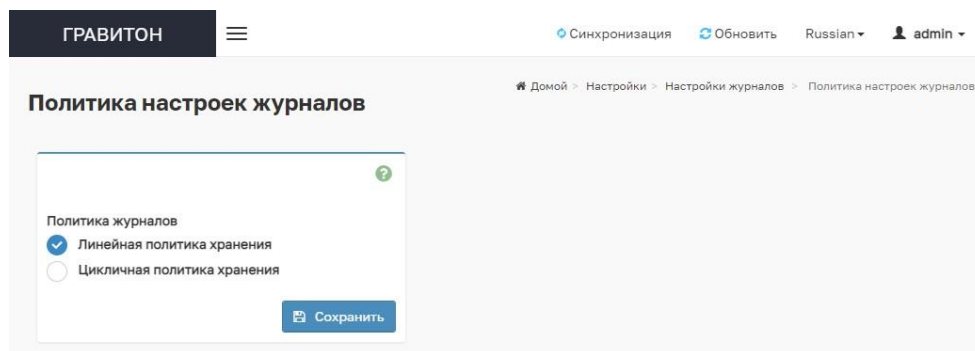 ГРАВИТОН
Синхронизация Обновить Russian admin
Политика настроек журналов
Домой > Настройки > Настройки журналов > Политика настроек журналов
Политика журналов
Линейная политика хранения
Цикличная политика хранения
Сохранить